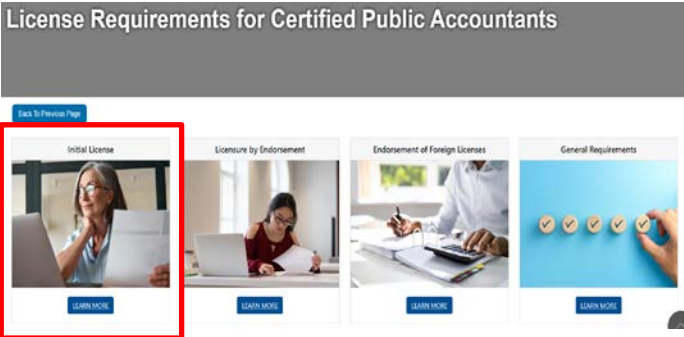 License Requirements for Certified Public Accountants
Back To Previous Page
Initial License
Licensure by Endorsement
Endorsement of Foreign Licenses
General Requirements
LEARN MORE
LEARN MORE
LEARN MORE
LEARN MORE